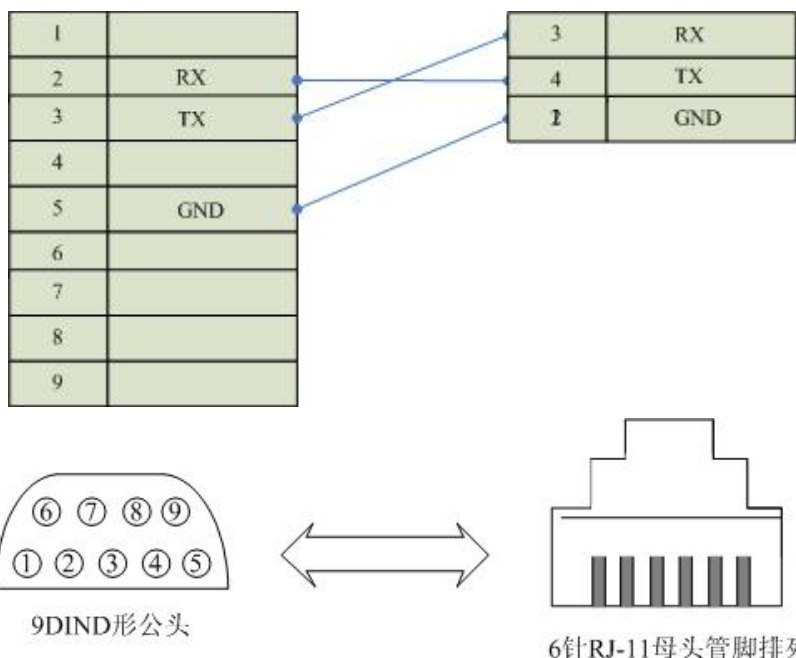 1
2 RX
3 TX
4
5 GND
6
7
8
9
3 RX
4 TX
GND
⑥ ⑦ ⑧ ⑨
① ② ③ ④ ⑤
9DIND形公头
6针RJ-11母头管脚排